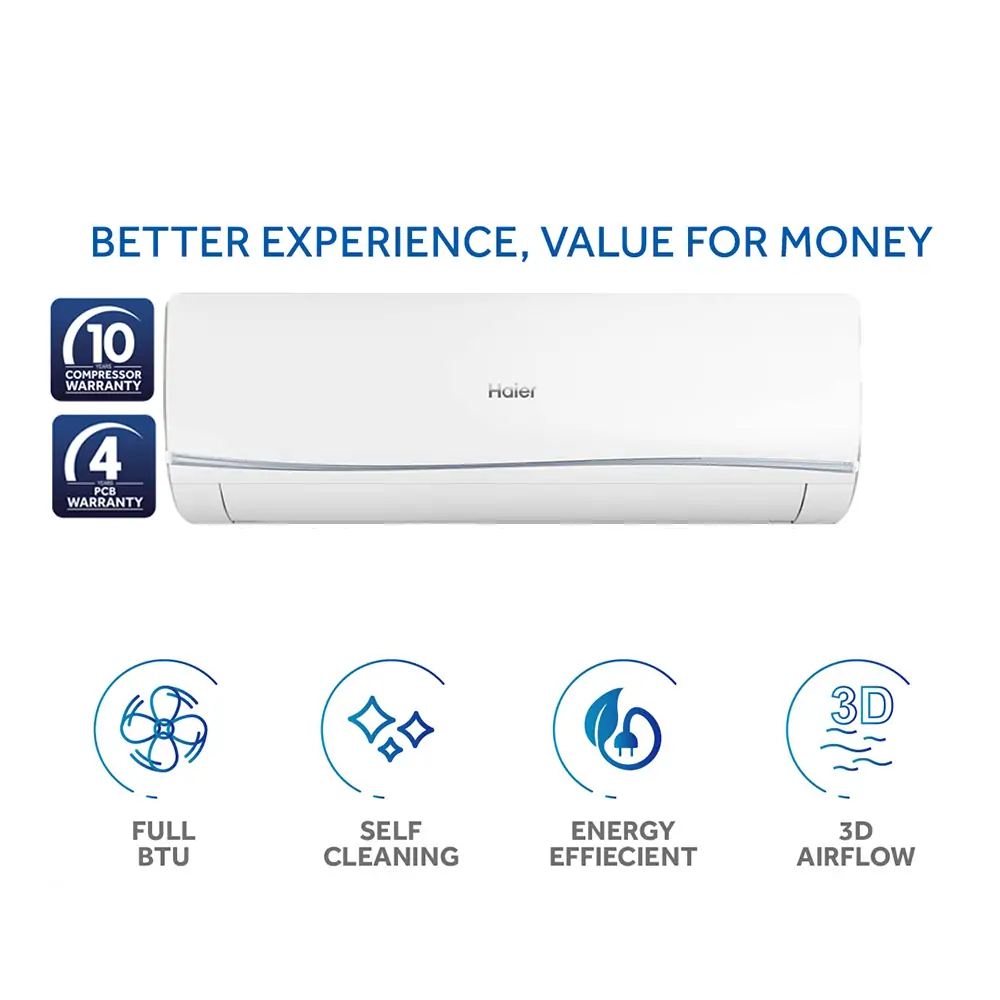 BETTER EXPERIENCE, VALUE FOR MONEY
10
YEARS
COMPRESSOR
WARRANTY
Haier
4
YEARS
PCB
WARRANTY
3D
FULL
BTU
SELF
CLEANING
ENERGY
EFFIECIENT
3D
AIRFLOW